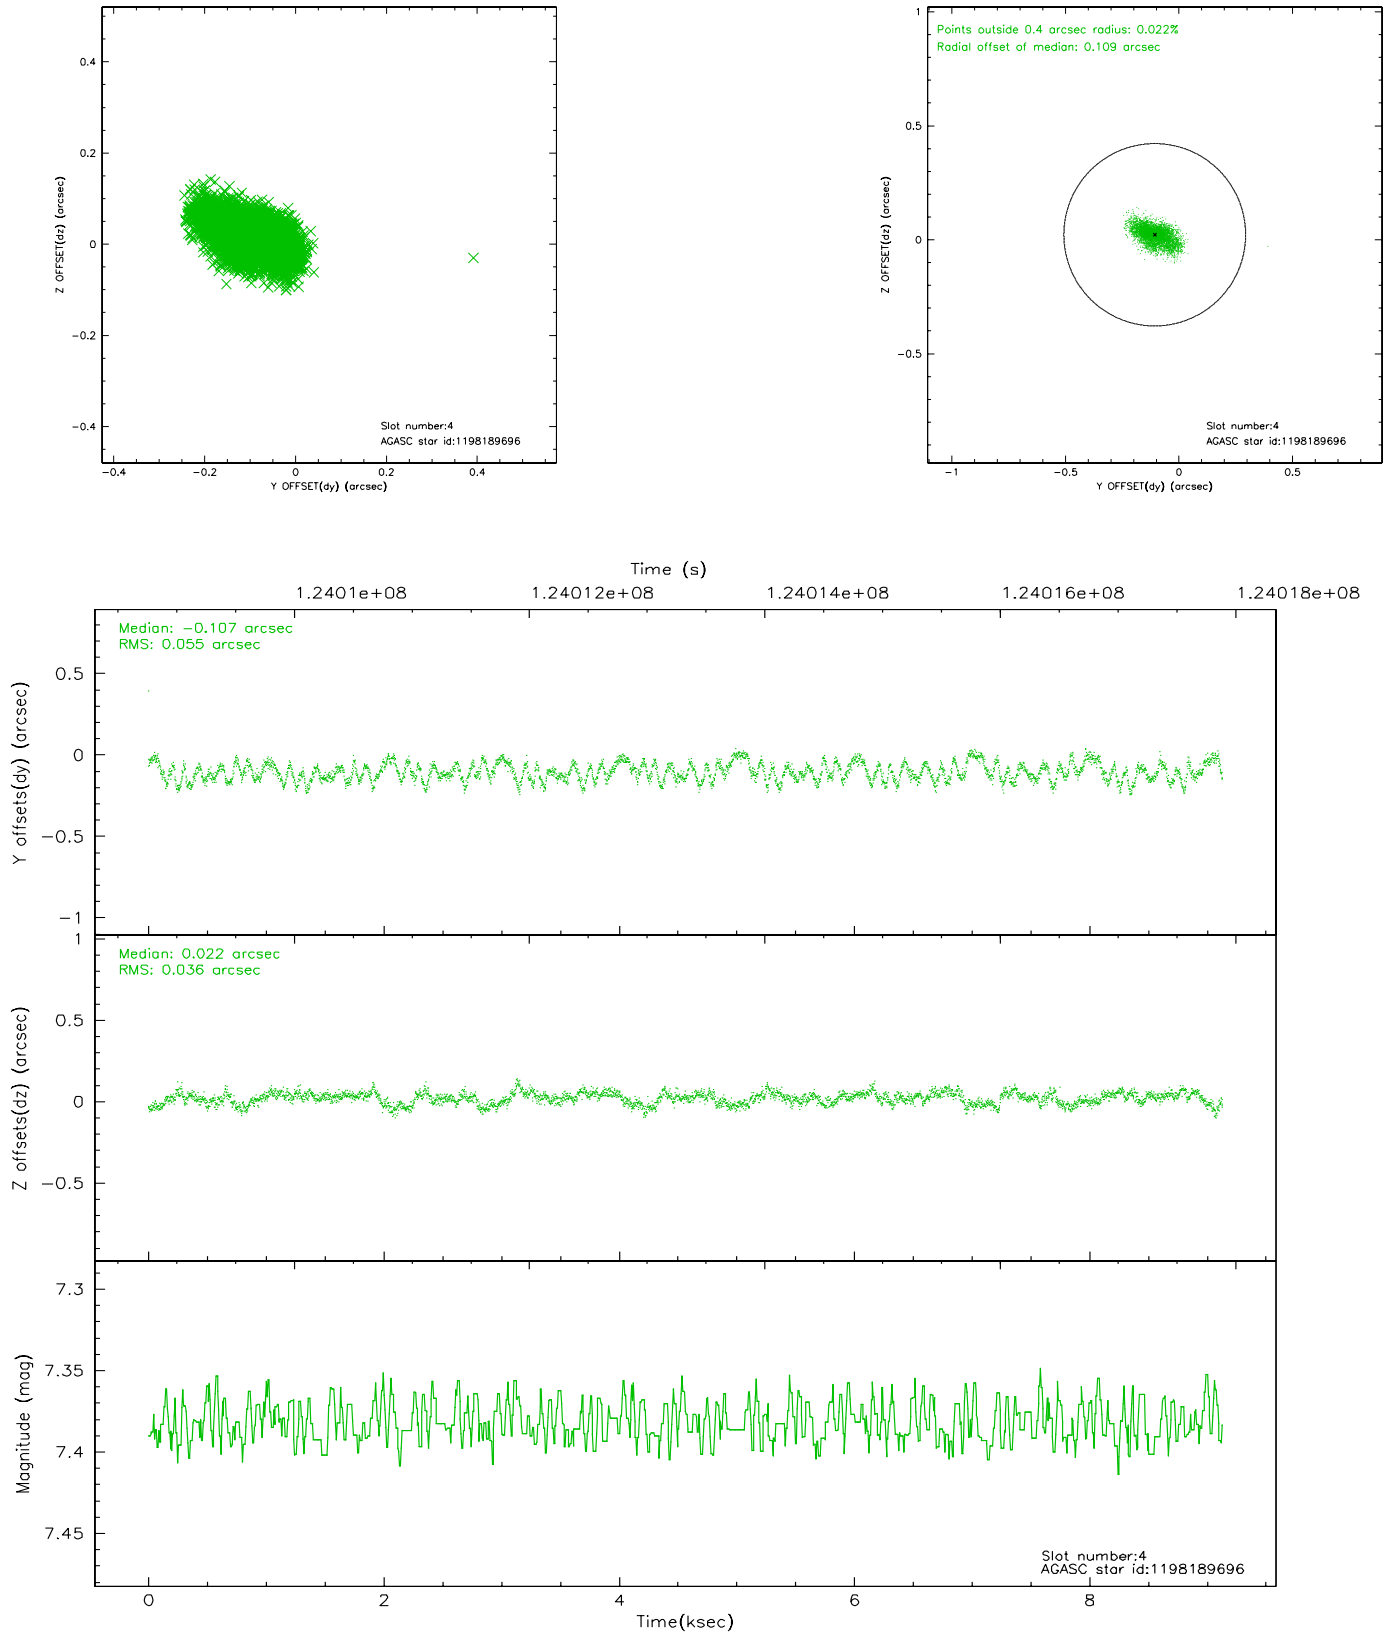 0.4
0.2
0
−0.2
−0.4
Z OFFSET(dz) (arcsec)
Slot number:4
AGASC star id:1198189696
−0.4 −0.2 0 0.2 0.4
Y OFFSET(dy) (arcsec)
Points outside 0.4 arcsec radius: 0.022%
Radial offset of median: 0.109 arcsec
1
0.5
0
−0.5
Z OFFSET(dz) (arcsec)
Slot number:4
AGASC star id:1198189696
−1 −0.5 0 0.5
Y OFFSET(dy) (arcsec)
Time (s)
1.2401e+08 1.24012e+08 1.24014e+08 1.24016e+08 1.24018e+08
Median: −0.107 arcsec
RMS: 0.055 arcsec
0.5
0
−0.5
−1
Y offsets(dy) (arcsec)
Median: 0.022 arcsec
RMS: 0.036 arcsec
1
0.5
0
−0.5
Z offsets(dz) (arcsec)
7.3
7.35
7.4
7.45
Magnitude (mag)
Slot number:4
AGASC star id:1198189696
0 2 4 6 8
Time(ksec)